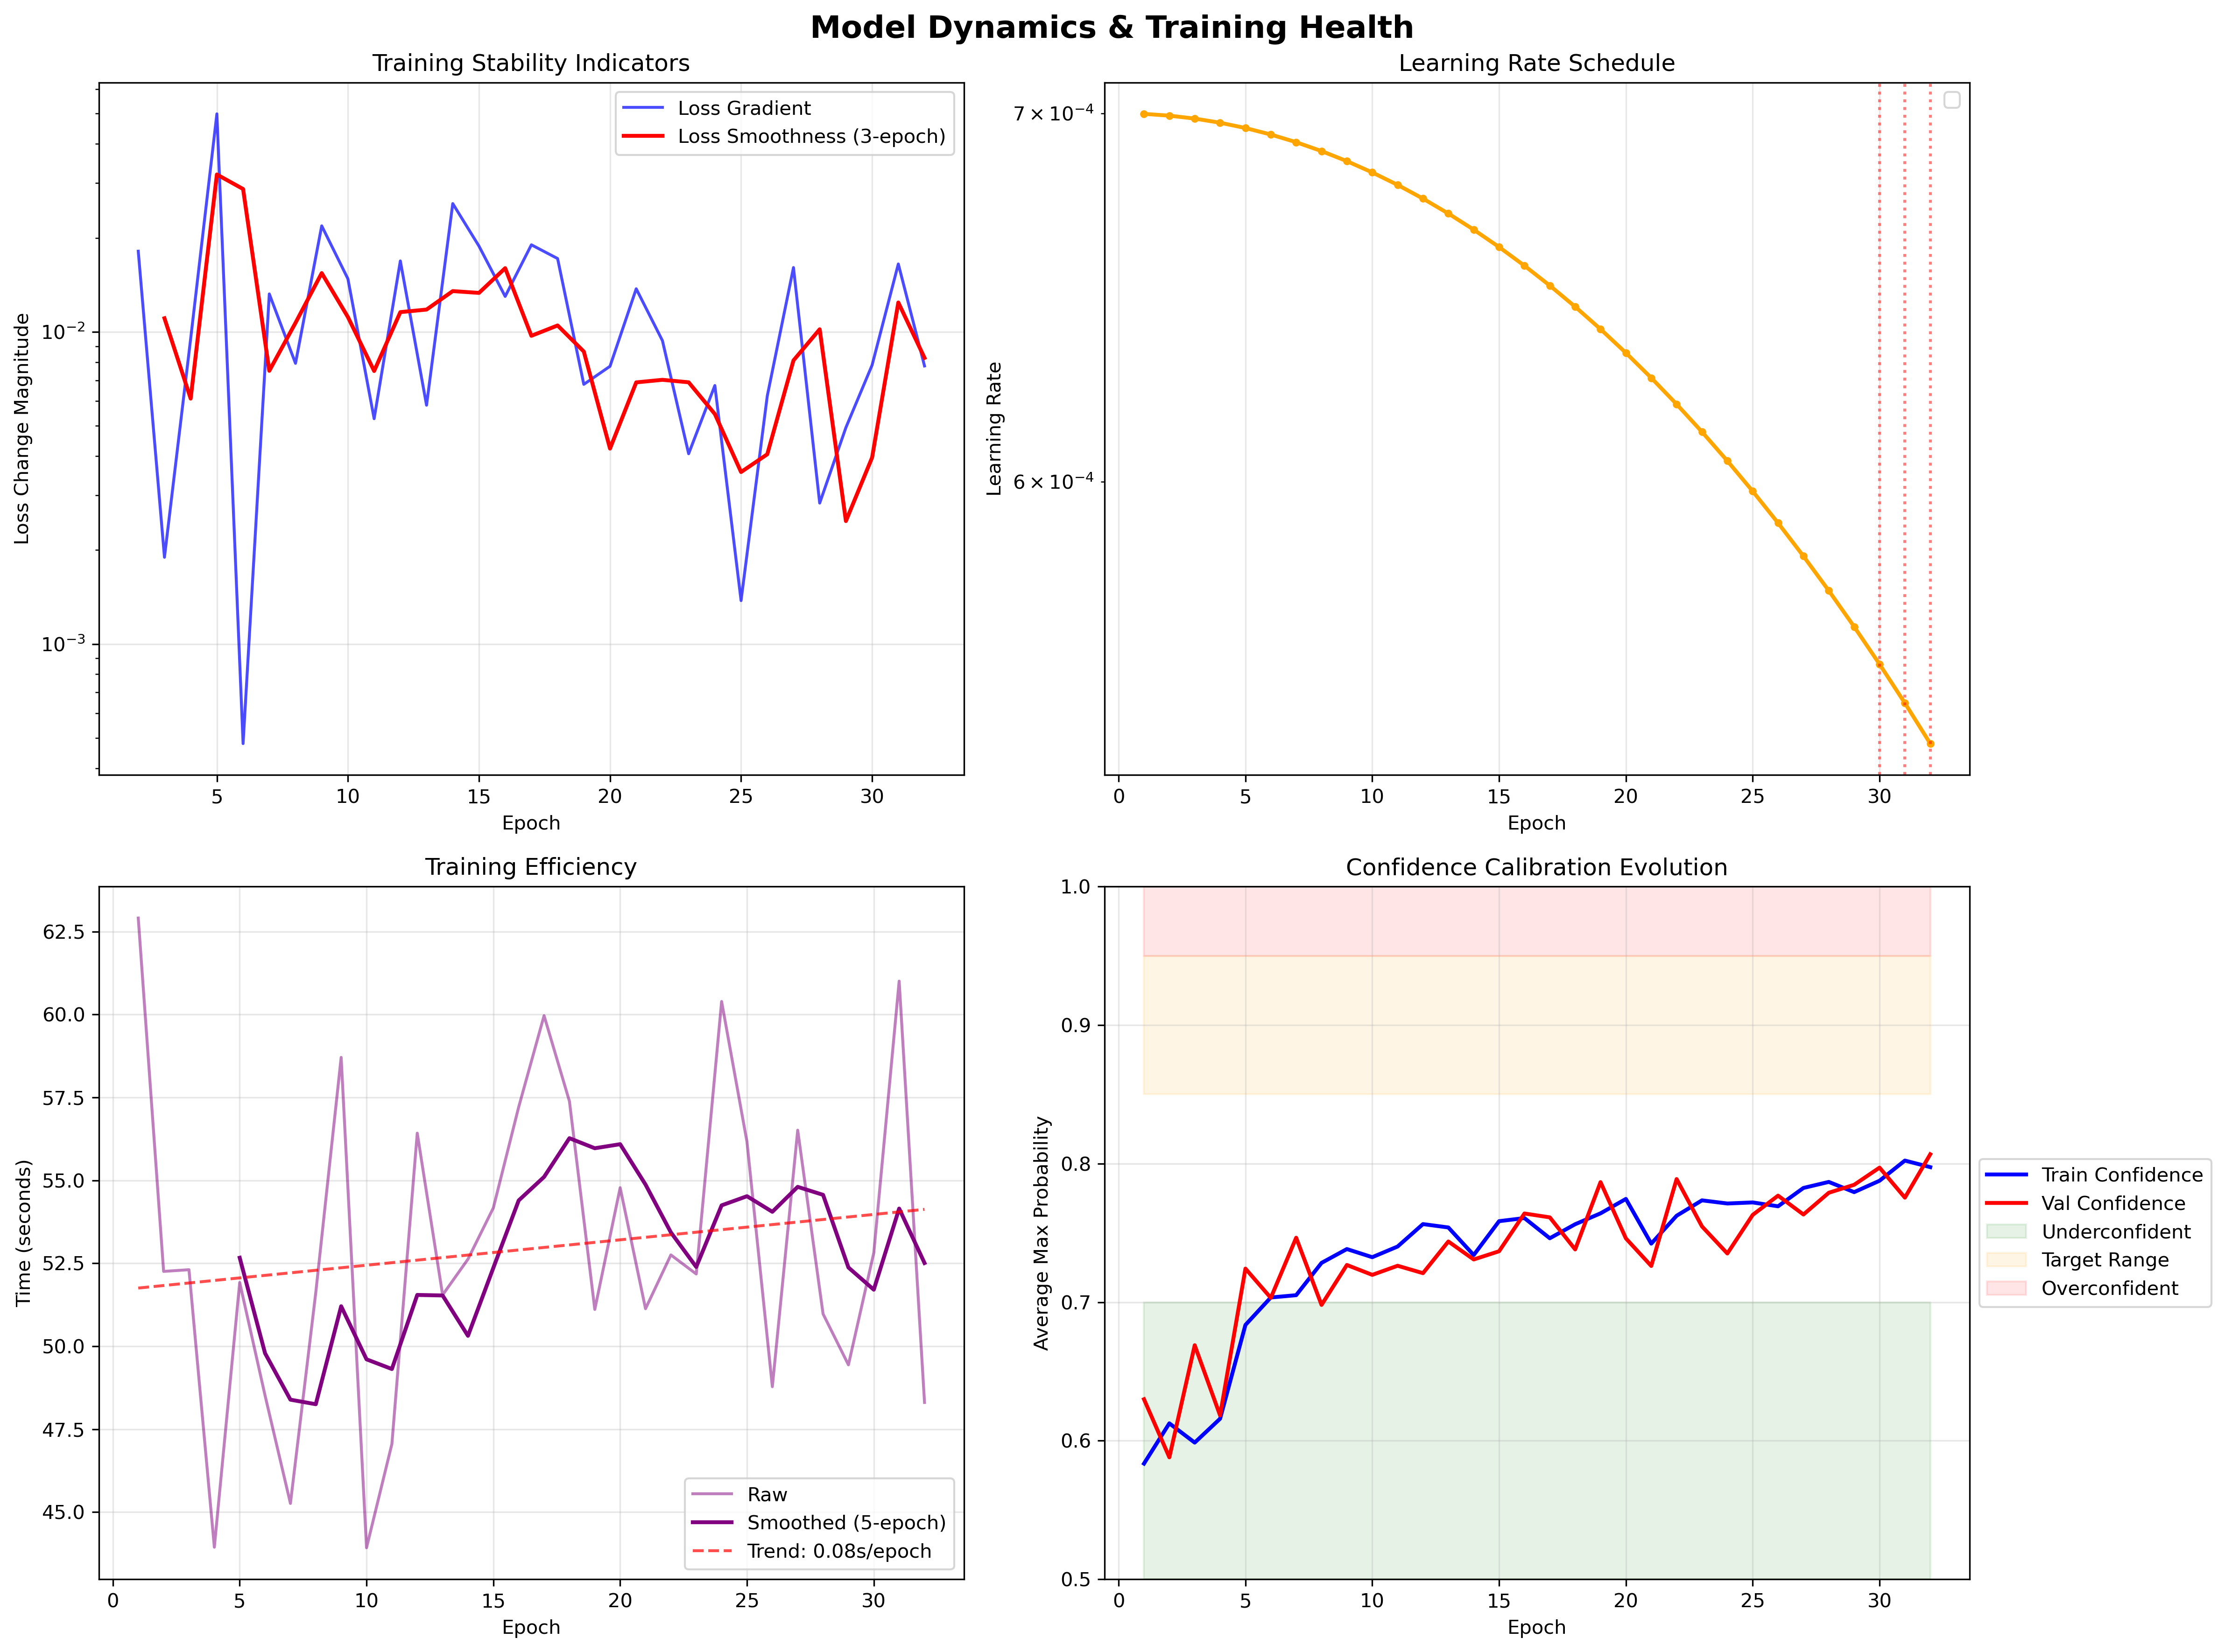 Model Dynamics & Training Health
Training Stability Indicators
Loss Gradient
Loss Smoothness (3-epoch)
Loss Change Magnitude
10⁻²
10⁻³
5 10 15 20 25 30
Epoch
Learning Rate Schedule
Learning Rate
7 × 10⁻⁴
6 × 10⁻⁴
0 5 10 15 20 25 30
Epoch
Training Efficiency
Time (seconds)
62.5
60.0
57.5
55.0
52.5
50.0
47.5
45.0
Raw
Smoothed (5-epoch)
Trend: 0.08s/epoch
0 5 10 15 20 25 30
Epoch
Confidence Calibration Evolution
Average Max Probability
1.0
0.9
0.8
0.7
0.6
0.5
0 5 10 15 20 25 30
Epoch
Train Confidence
Val Confidence
Underconfident
Target Range
Overconfident